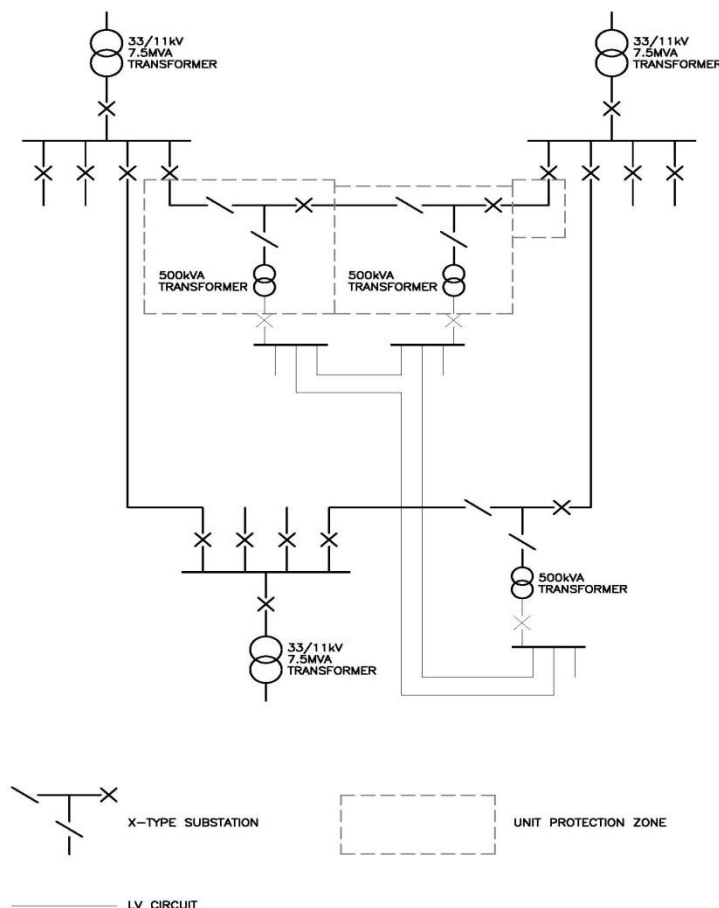 33/11kV
7.5MVA
TRANSFORMER
33/11kV
7.5MVA
TRANSFORMER
500kVA
TRANSFORMER
500kVA
TRANSFORMER
500kVA
TRANSFORMER
33/11kV
7.5MVA
TRANSFORMER
X-TYPE SUBSTATION
UNIT PROTECTION ZONE
LV CIRCUIT